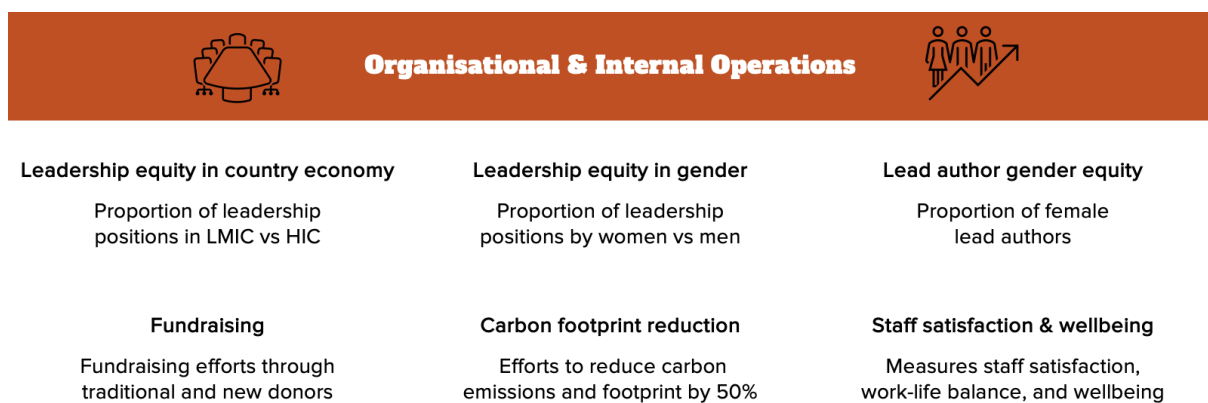 Organisational & Internal Operations
Leadership equity in country economy
Proportion of leadership
positions in LMIC vs HIC
Leadership equity in gender
Proportion of leadership
positions by women vs men
Lead author gender equity
Proportion of female
lead authors
Fundraising
Fundraising efforts through
traditional and new donors
Carbon footprint reduction
Efforts to reduce carbon
emissions and footprint by 50%
Staff satisfaction & wellbeing
Measures staff satisfaction,
work-life balance, and wellbeing